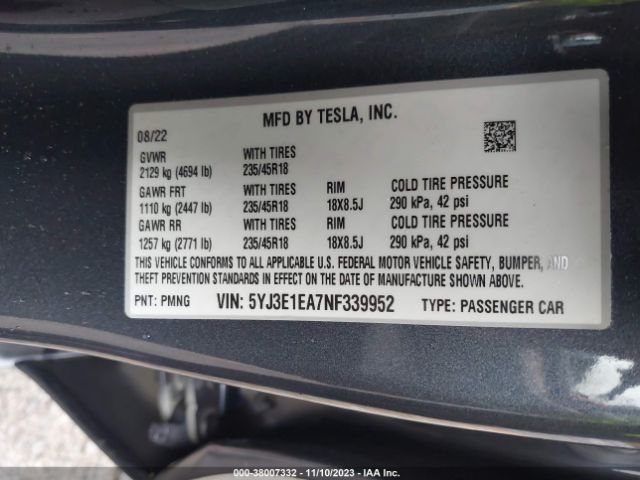 MFD BY TESLA, INC.
08/22
GVWR WITH TIRES
2129 kg (4694 lb) 235/45R18
GAWR FRT WITH TIRES RIM COLD TIRE PRESSURE
1110 kg (2447 lb) 235/45R18 18X8.5J 290 kPa, 42 psi
GAWR RR WITH TIRES RIM COLD TIRE PRESSURE
1257 kg (2771 lb) 235/45R18 18X8.5J 290 kPa, 42 psi
THIS VEHICLE CONFORMS TO ALL APPLICABLE U.S. FEDERAL MOTOR VEHICLE SAFETY, BUMPER, AND
THEFT PREVENTION STANDARDS IN EFFECT ON THE DATE OF MANUFACTURE SHOWN ABOVE.
PNT: PMNG VIN: 5YJ3E1EA7NF339952 TYPE: PASSENGER CAR
000-38007332 - 11/10/2023 - IAA Inc.